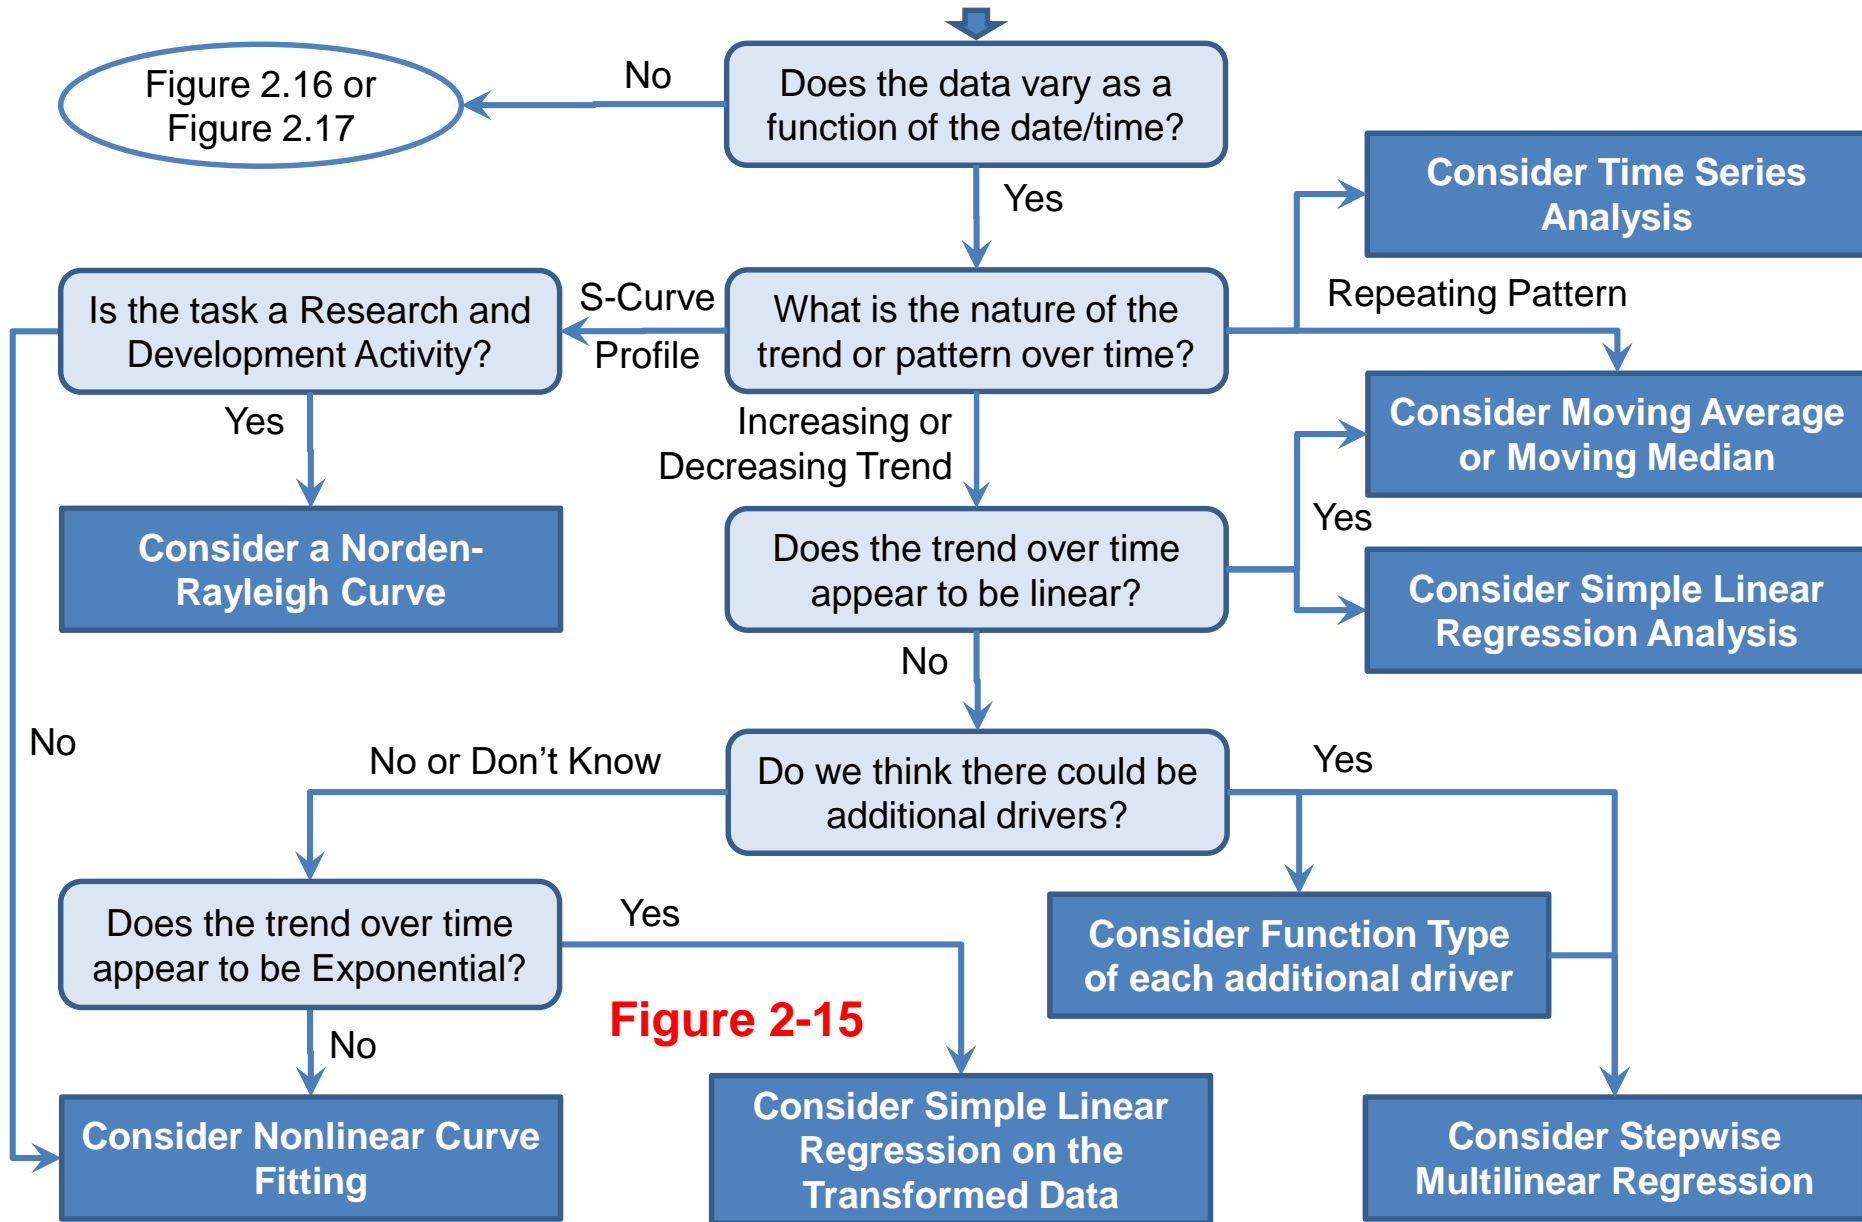 Figure 2.16 or
Figure 2.17
No
Does the data vary as a
function of the date/time?
Yes
Consider Time Series
Analysis
Is the task a Research and
Development Activity?
S-Curve
Profile
What is the nature of the
trend or pattern over time?
Repeating Pattern
Yes
Increasing or
Decreasing Trend
Consider Moving Average
or Moving Median
Consider a Norden-
Rayleigh Curve
Does the trend over time
appear to be linear?
Yes
Consider Simple Linear
Regression Analysis
No
No
No or Don’t Know
Do we think there could be
additional drivers?
Yes
Does the trend over time
appear to be Exponential?
Yes
Consider Function Type
of each additional driver
Figure 2-15
No
Consider Nonlinear Curve
Fitting
Consider Simple Linear
Regression on the
Transformed Data
Consider Stepwise
Multilinear Regression